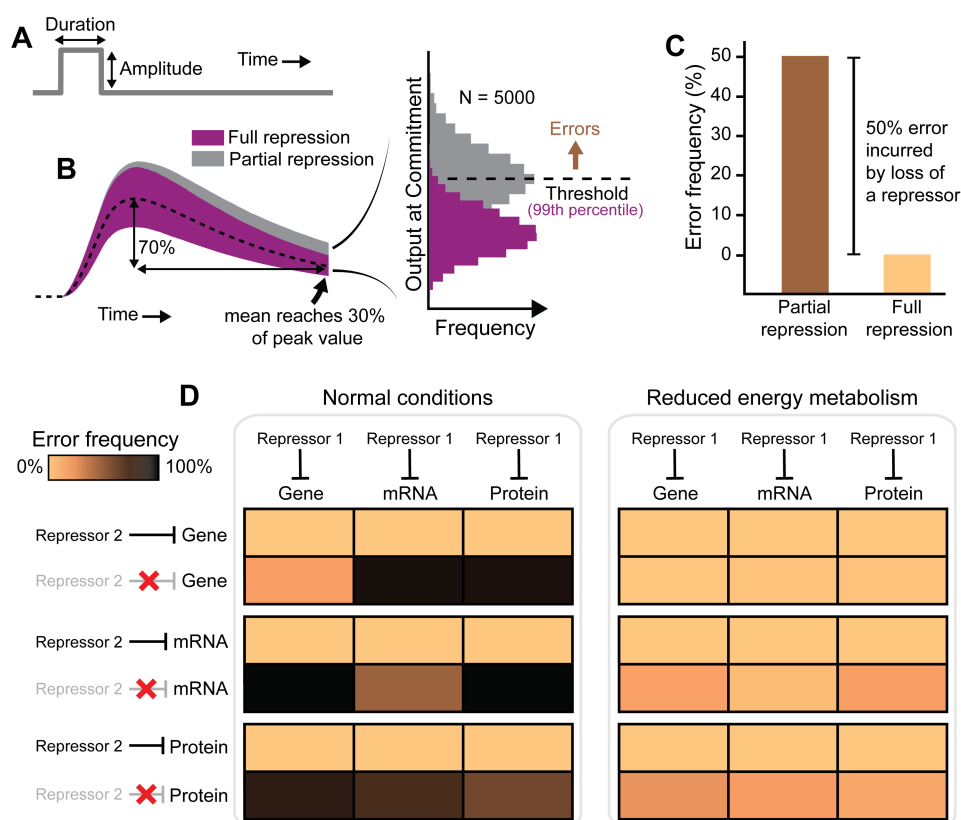 A
Duration
Amplitude
Time
B
Full repression
Partial repression
70%
Time
mean reaches 30%
of peak value
Output at Commitment
N = 5000
Errors
Threshold
(99th percentile)
Frequency
C
Error frequency (%)
50
40
30
20
10
0
50% error
incurred
by loss of
a repressor
Partial
repression
Full
repression
D
Normal conditions
Reduced energy metabolism
Error frequency
0% 100%
Repressor 1 Repressor 1 Repressor 1
Gene mRNA Protein
Repressor 1 Repressor 1 Repressor 1
Gene mRNA Protein
Repressor 2 Gene
Repressor 2 Gene
Repressor 2 mRNA
Repressor 2 mRNA
Repressor 2 Protein
Repressor 2 Protein